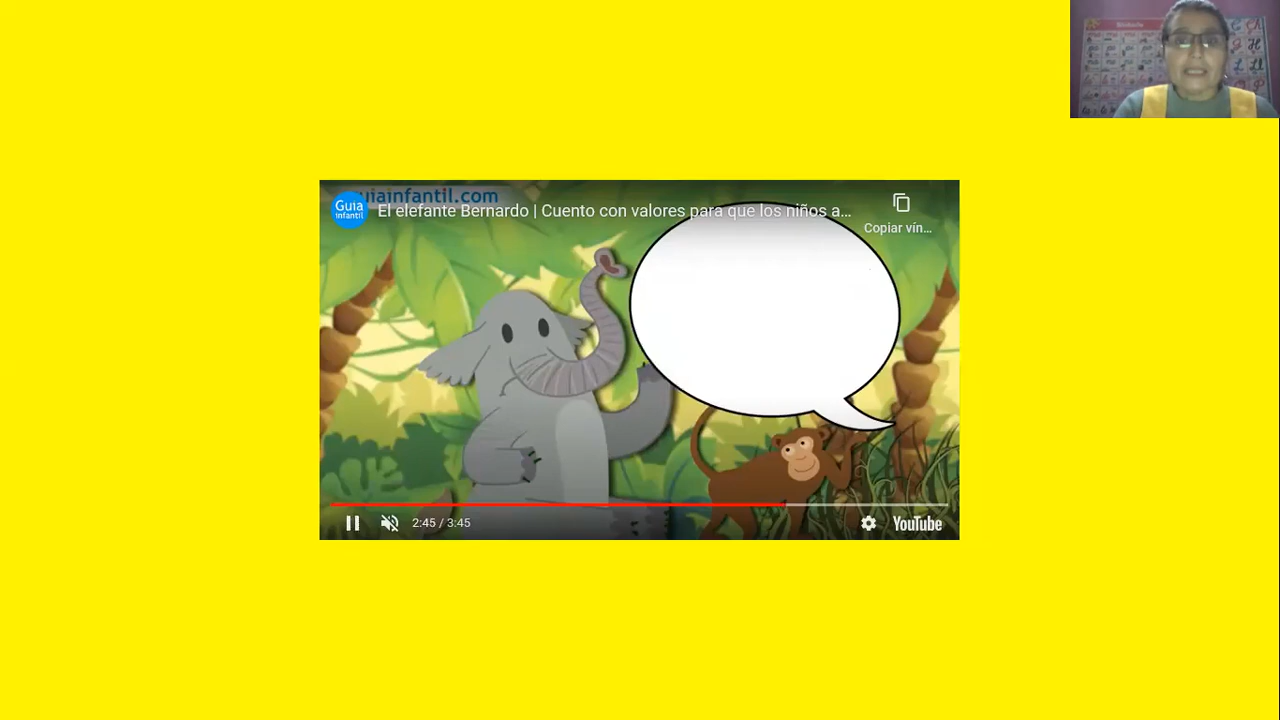 guiainfantil.com
Guia
infantil
El elefante Bernardo | Cuento con valores para que los niños a...
Copiar vín...
2:45 / 3:45
YouTube